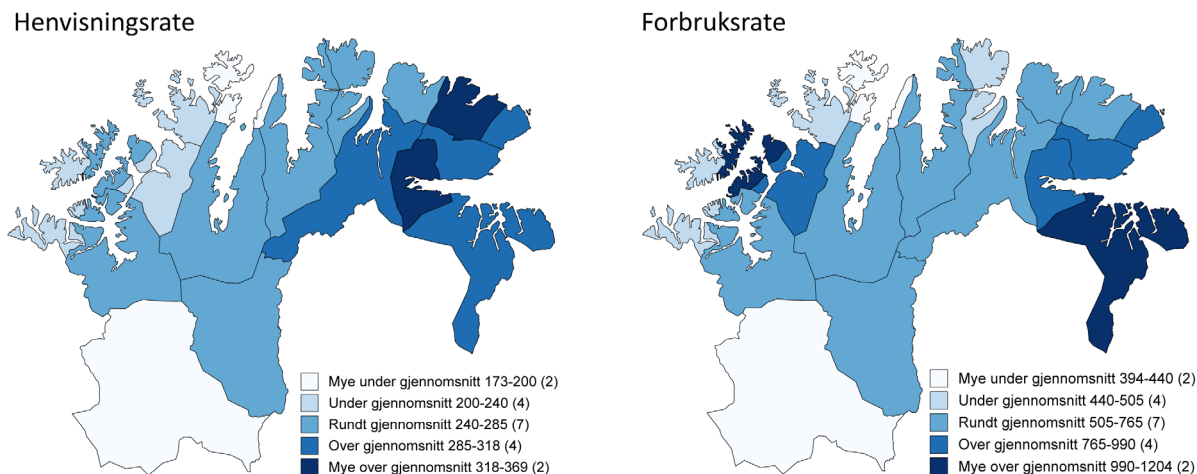 Henvisningsrate
Mye under gjennomsnitt 173-200 (2)
Under gjennomsnitt 200-240 (4)
Rundt gjennomsnitt 240-285 (7)
Over gjennomsnitt 285-318 (4)
Mye over gjennomsnitt 318-369 (2)
Forbruksrate
Mye under gjennomsnitt 394-440 (2)
Under gjennomsnitt 440-505 (4)
Rundt gjennomsnitt 505-765 (7)
Over gjennomsnitt 765-990 (4)
Mye over gjennomsnitt 990-1204 (2)